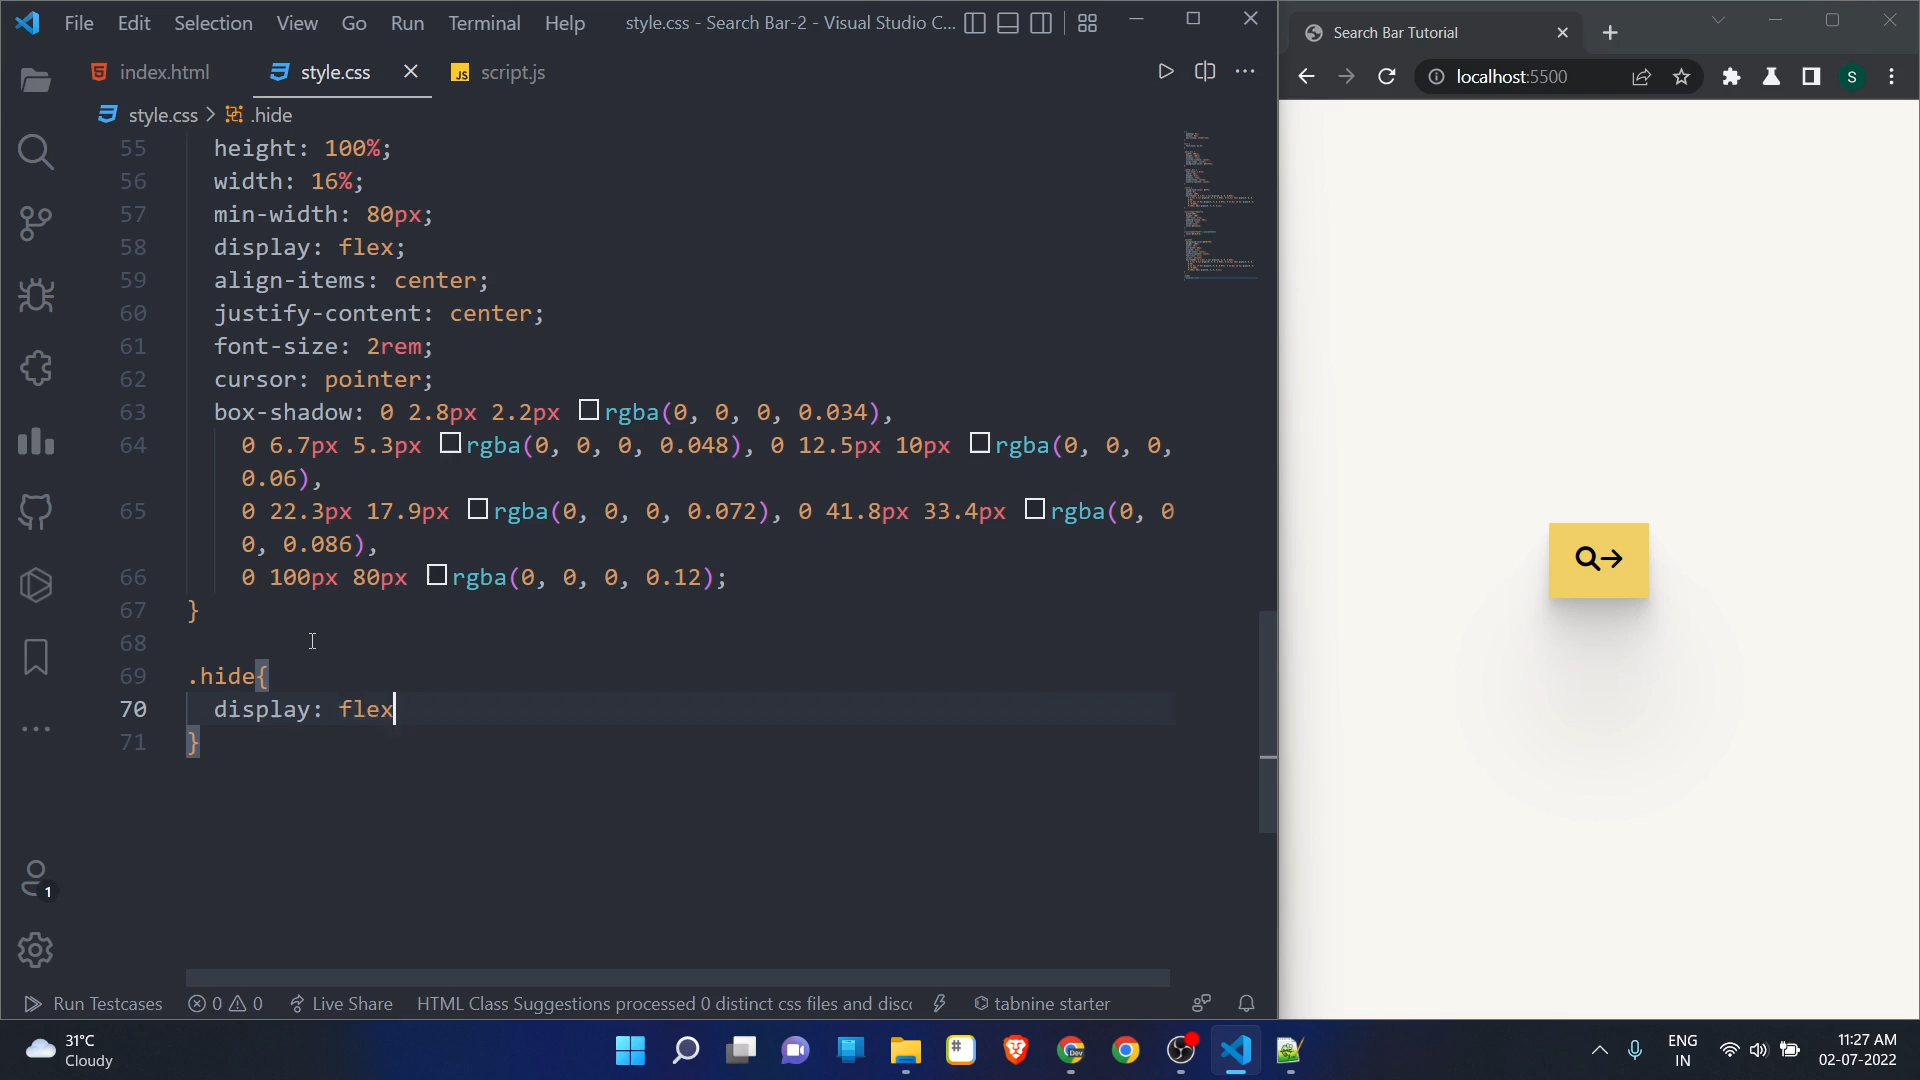 File Edit Selection View Go Run Terminal Help style.css - Search Bar-2 - Visual Studio C...
Search Bar Tutorial
index.html style.css script.js
localhost:5500 S
style.css > .hide
55 height: 100%;
56 width: 16%;
57 min-width: 80px;
58 display: flex;
59 align-items: center;
60 justify-content: center;
61 font-size: 2rem;
62 cursor: pointer;
63 box-shadow: 0 2.8px 2.2px rgba(0, 0, 0, 0.034),
64 0 6.7px 5.3px rgba(0, 0, 0, 0.048), 0 12.5px 10px rgba(0, 0, 0,
0.06),
65 0 22.3px 17.9px rgba(0, 0, 0, 0.072), 0 41.8px 33.4px rgba(0, 0
0, 0.086),
66 0 100px 80px rgba(0, 0, 0, 0.12);
67 }
68
69 .hide{
70 display: flex
71 }
1
Run Testcases 0 0 Live Share HTML Class Suggestions processed 0 distinct css files and disc tabnine starter
31°C
Cloudy
Dev
ENG
IN
11:27 AM
02-07-2022